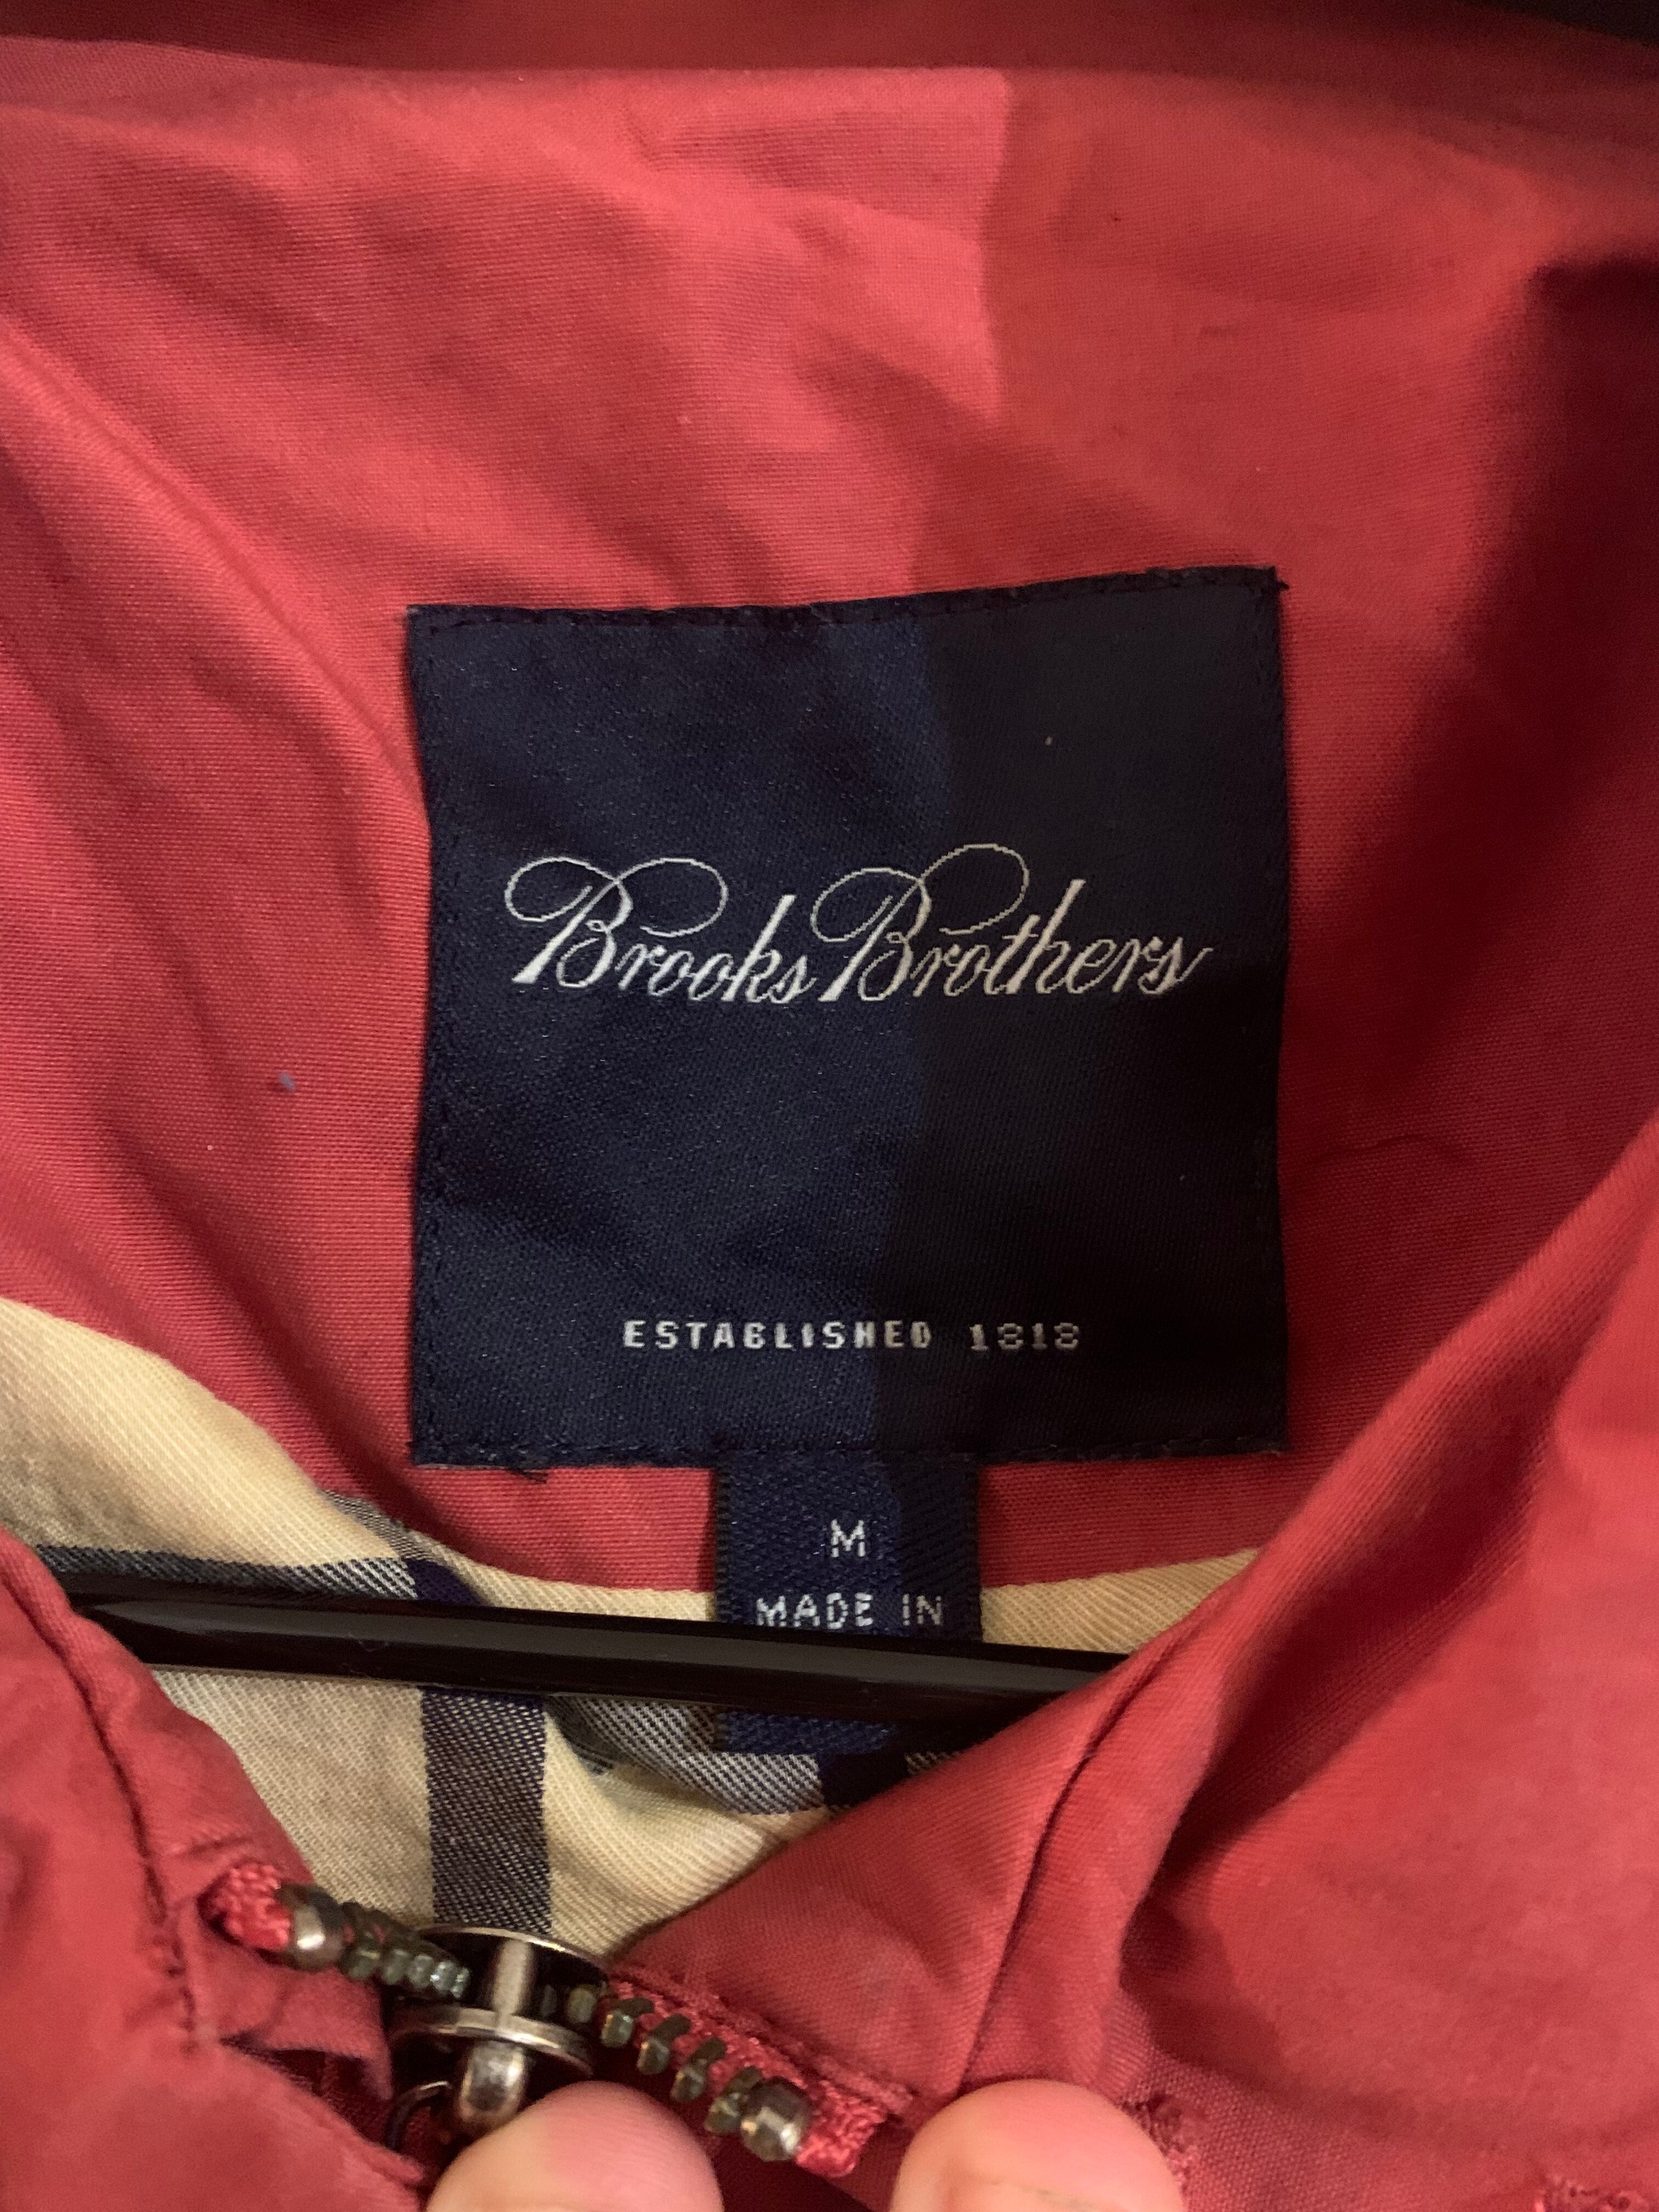 Brooks Brothers
ESTABLISHED 1818
M
MADE IN